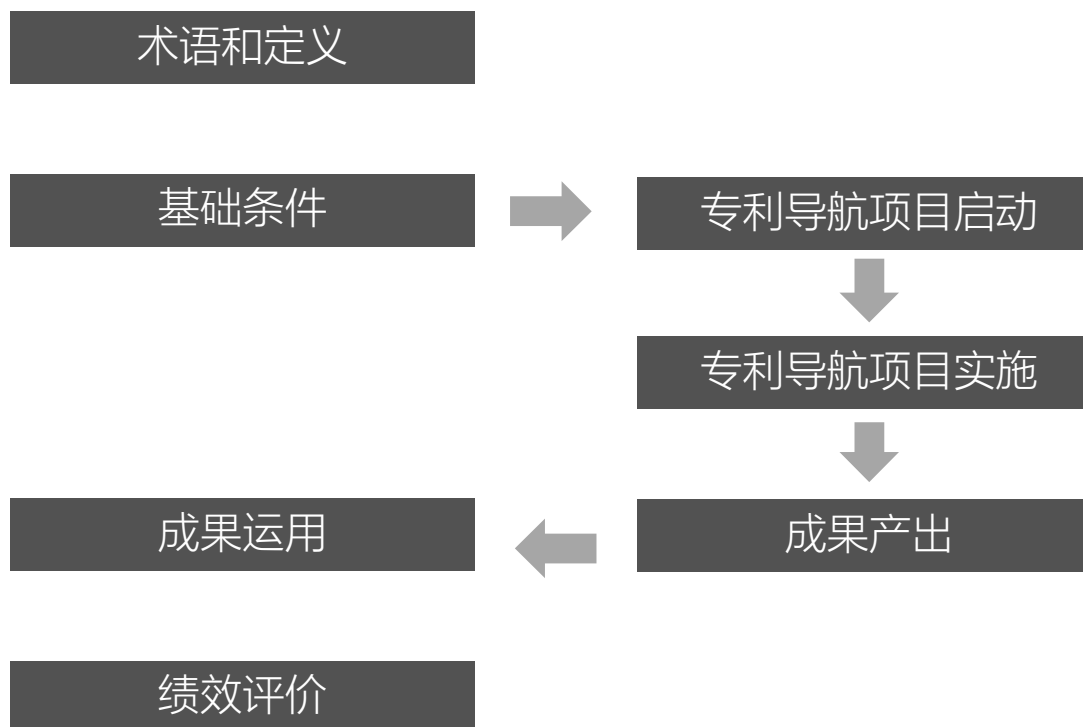 术语和定义
基础条件
专利导航项目启动
专利导航项目实施
成果产出
成果运用
绩效评价